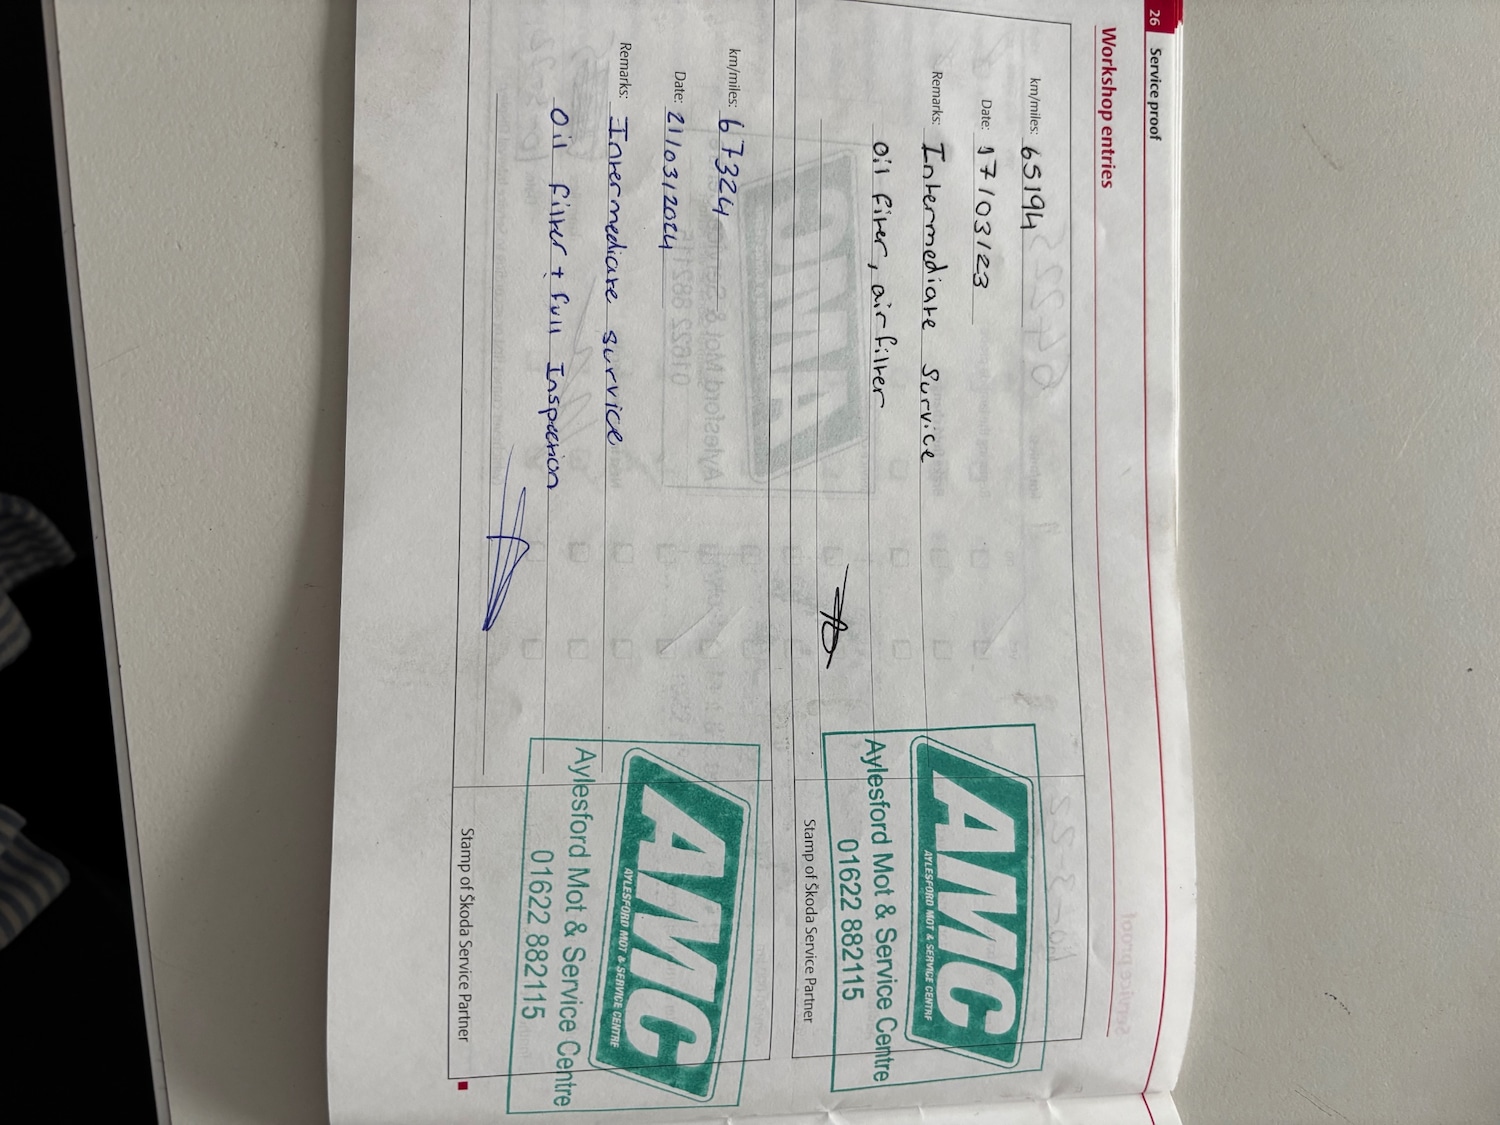 26 Service proof
Workshop entries
km/miles: 65194
Date: 17/03/23
Remarks: Intermediate Survice
oil filter, air filter
AMC
AYLESFORD MOT & SERVICE CENTRE
Aylesford Mot & Service Centre
01622 882115
Stamp of Škoda Service Partner
km/miles: 67324
Date: 21/03/2024
Remarks: Intermediate survice
oil filter + full Inspection
AMC
AYLESFORD MOT & SERVICE CENTRE
Aylesford Mot & Service Centre
01622 882115
Stamp of Škoda Service Partner